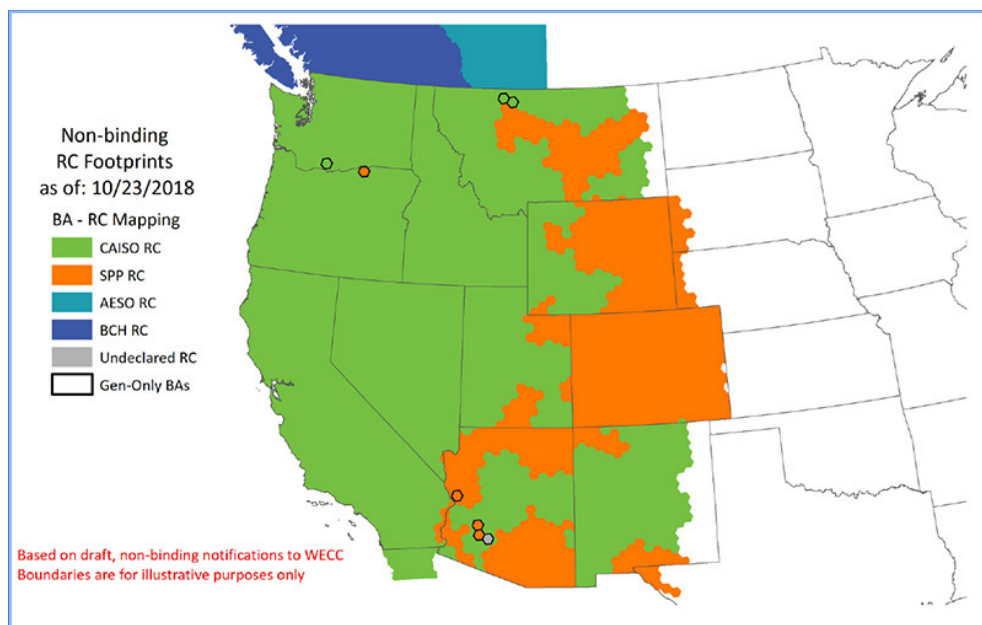 Non-binding
RC Footprints
as of: 10/23/2018
BA - RC Mapping
CAISO RC
SPP RC
AESO RC
BCH RC
Undeclared RC
Gen-Only BAs
Based on draft, non-binding notifications to WECC
Boundaries are for illustrative purposes only